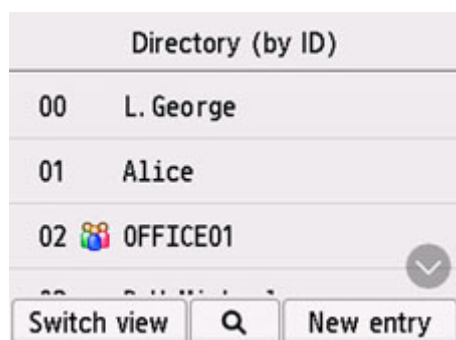 Directory (by ID)
00 L. George
01 Alice
02 OFFICE01
Switch view New entry